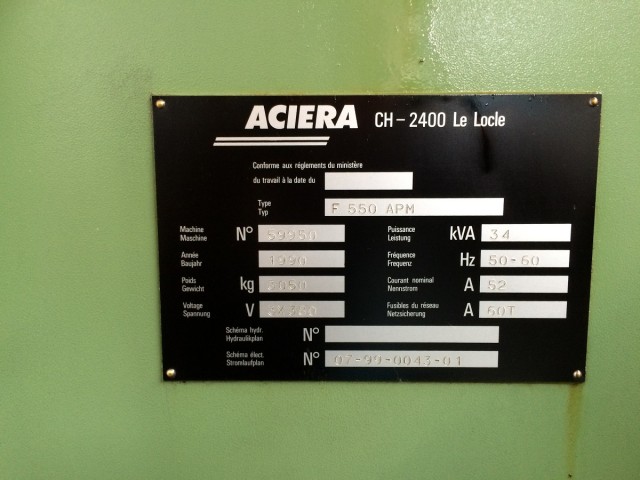 ACIERA CH-2400 Le Locle
Conforme aux réglements du ministère
du travail à la date du
Type
Typ F 550 APM
Machine
Maschine N° 59950
Puissance
Leistung kVA 34
Année
Baujahr 1990
Fréquence
Frequenz Hz 50-60
Poids
Gewicht kg
Courant nominal
Nennstrom A 52
Voltage
Spannung V
Fusibles du réseau
Netzsicherung A 60T
Schéma hydr.
Hydraulikplan N°
Schéma élect.
Stromlaufplan N° 07-99-0043-01